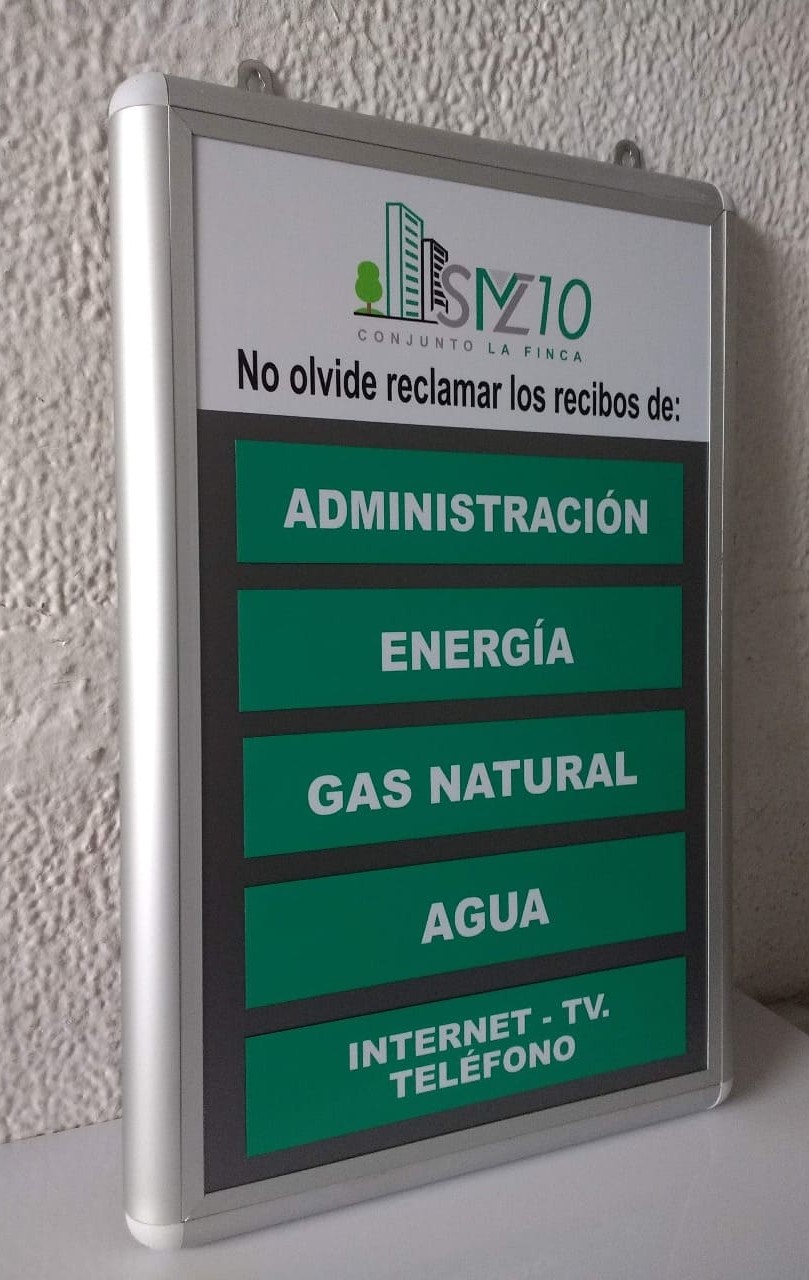 SMZ10
CONJUNTO LA FINCA
No olvide reclamar los recibos de:
ADMINISTRACIÓN
ENERGÍA
GAS NATURAL
AGUA
INTERNET - TV.
TELÉFONO